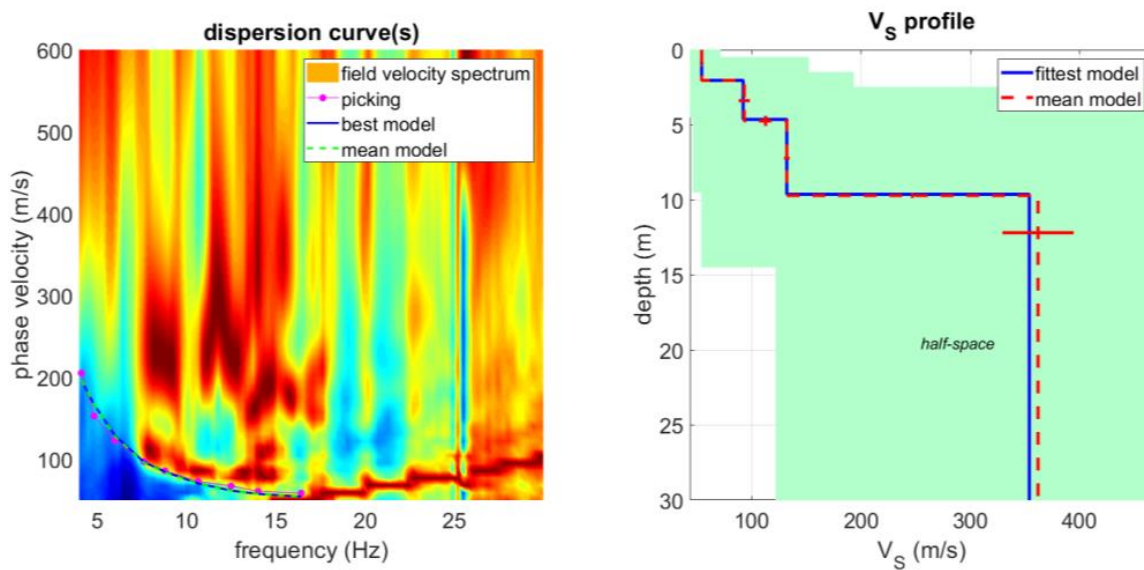 dispersion curve(s)
600
500
400
300
200
100
phase velocity (m/s)
5
10
15
20
25
frequency (Hz)
field velocity spectrum
picking
best model
mean model
V_S profile
0
5
10
15
20
25
30
depth (m)
fittest model
mean model
half-space
100
200
300
400
V_S (m/s)